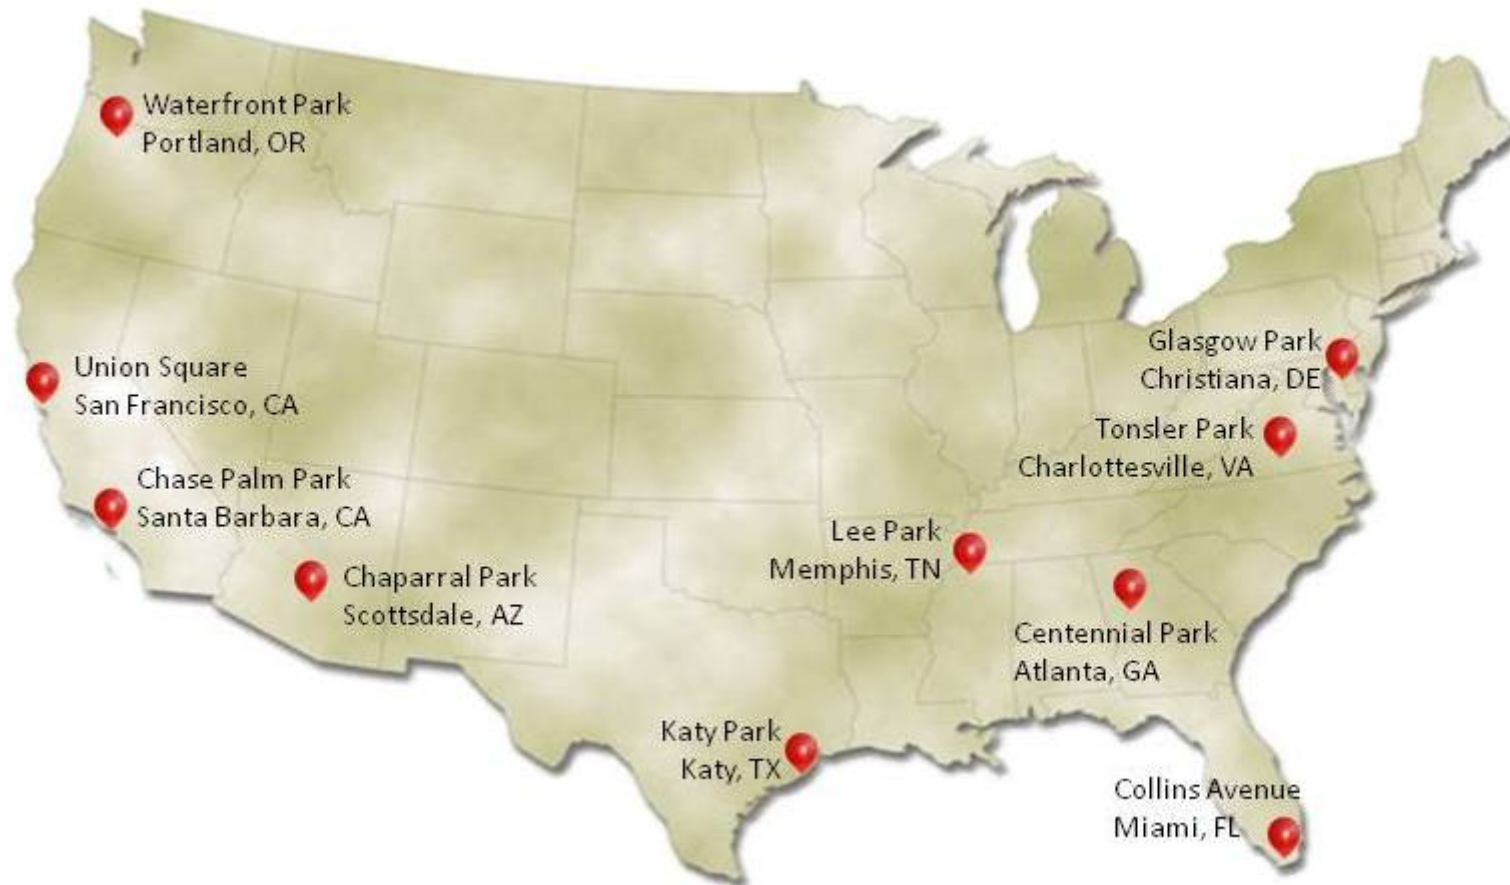 Waterfront Park
Portland, OR
Glasgow Park
Christiana, DE
Union Square
San Francisco, CA
Tonsler Park
Charlottesville, VA
Chase Palm Park
Santa Barbara, CA
Lee Park
Memphis, TN
Chaparral Park
Scottsdale, AZ
Centennial Park
Atlanta, GA
Katy Park
Katy, TX
Collins Avenue
Miami, FL